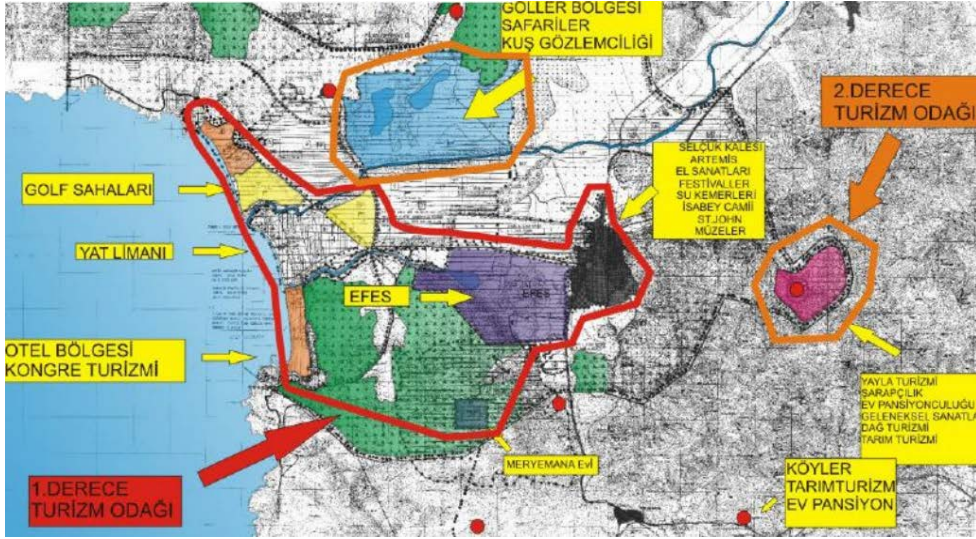 GÖLLER BÖLGESİ
SAFARİLER
KUŞ GÖZLEMCİLİĞİ
2.DERECE
TURİZM ODAĞI
SELÇUK KALESİ
ARTEMİS
EL SANATLARI
FESTİVALLER
SU KEMERLERİ
İSABEY CAMİİ
ST.JOHN
MÜZELER
GOLF SAHALARI
YAT LİMANI
EFES
EFES
OTEL BÖLGESİ
KONGRE TURİZMİ
YAYLA TURİZMİ
SARAPÇILIK
EV PANSİYONCULUĞU
GELENEKSEL SANATLA
DAĞ TURİZMİ
TARIM TURİZMİ
MERYEMANA EVİ
1.DERECE
TURİZM ODAĞI
KÖYLER
TARIMTURİZM
EV PANSİYON